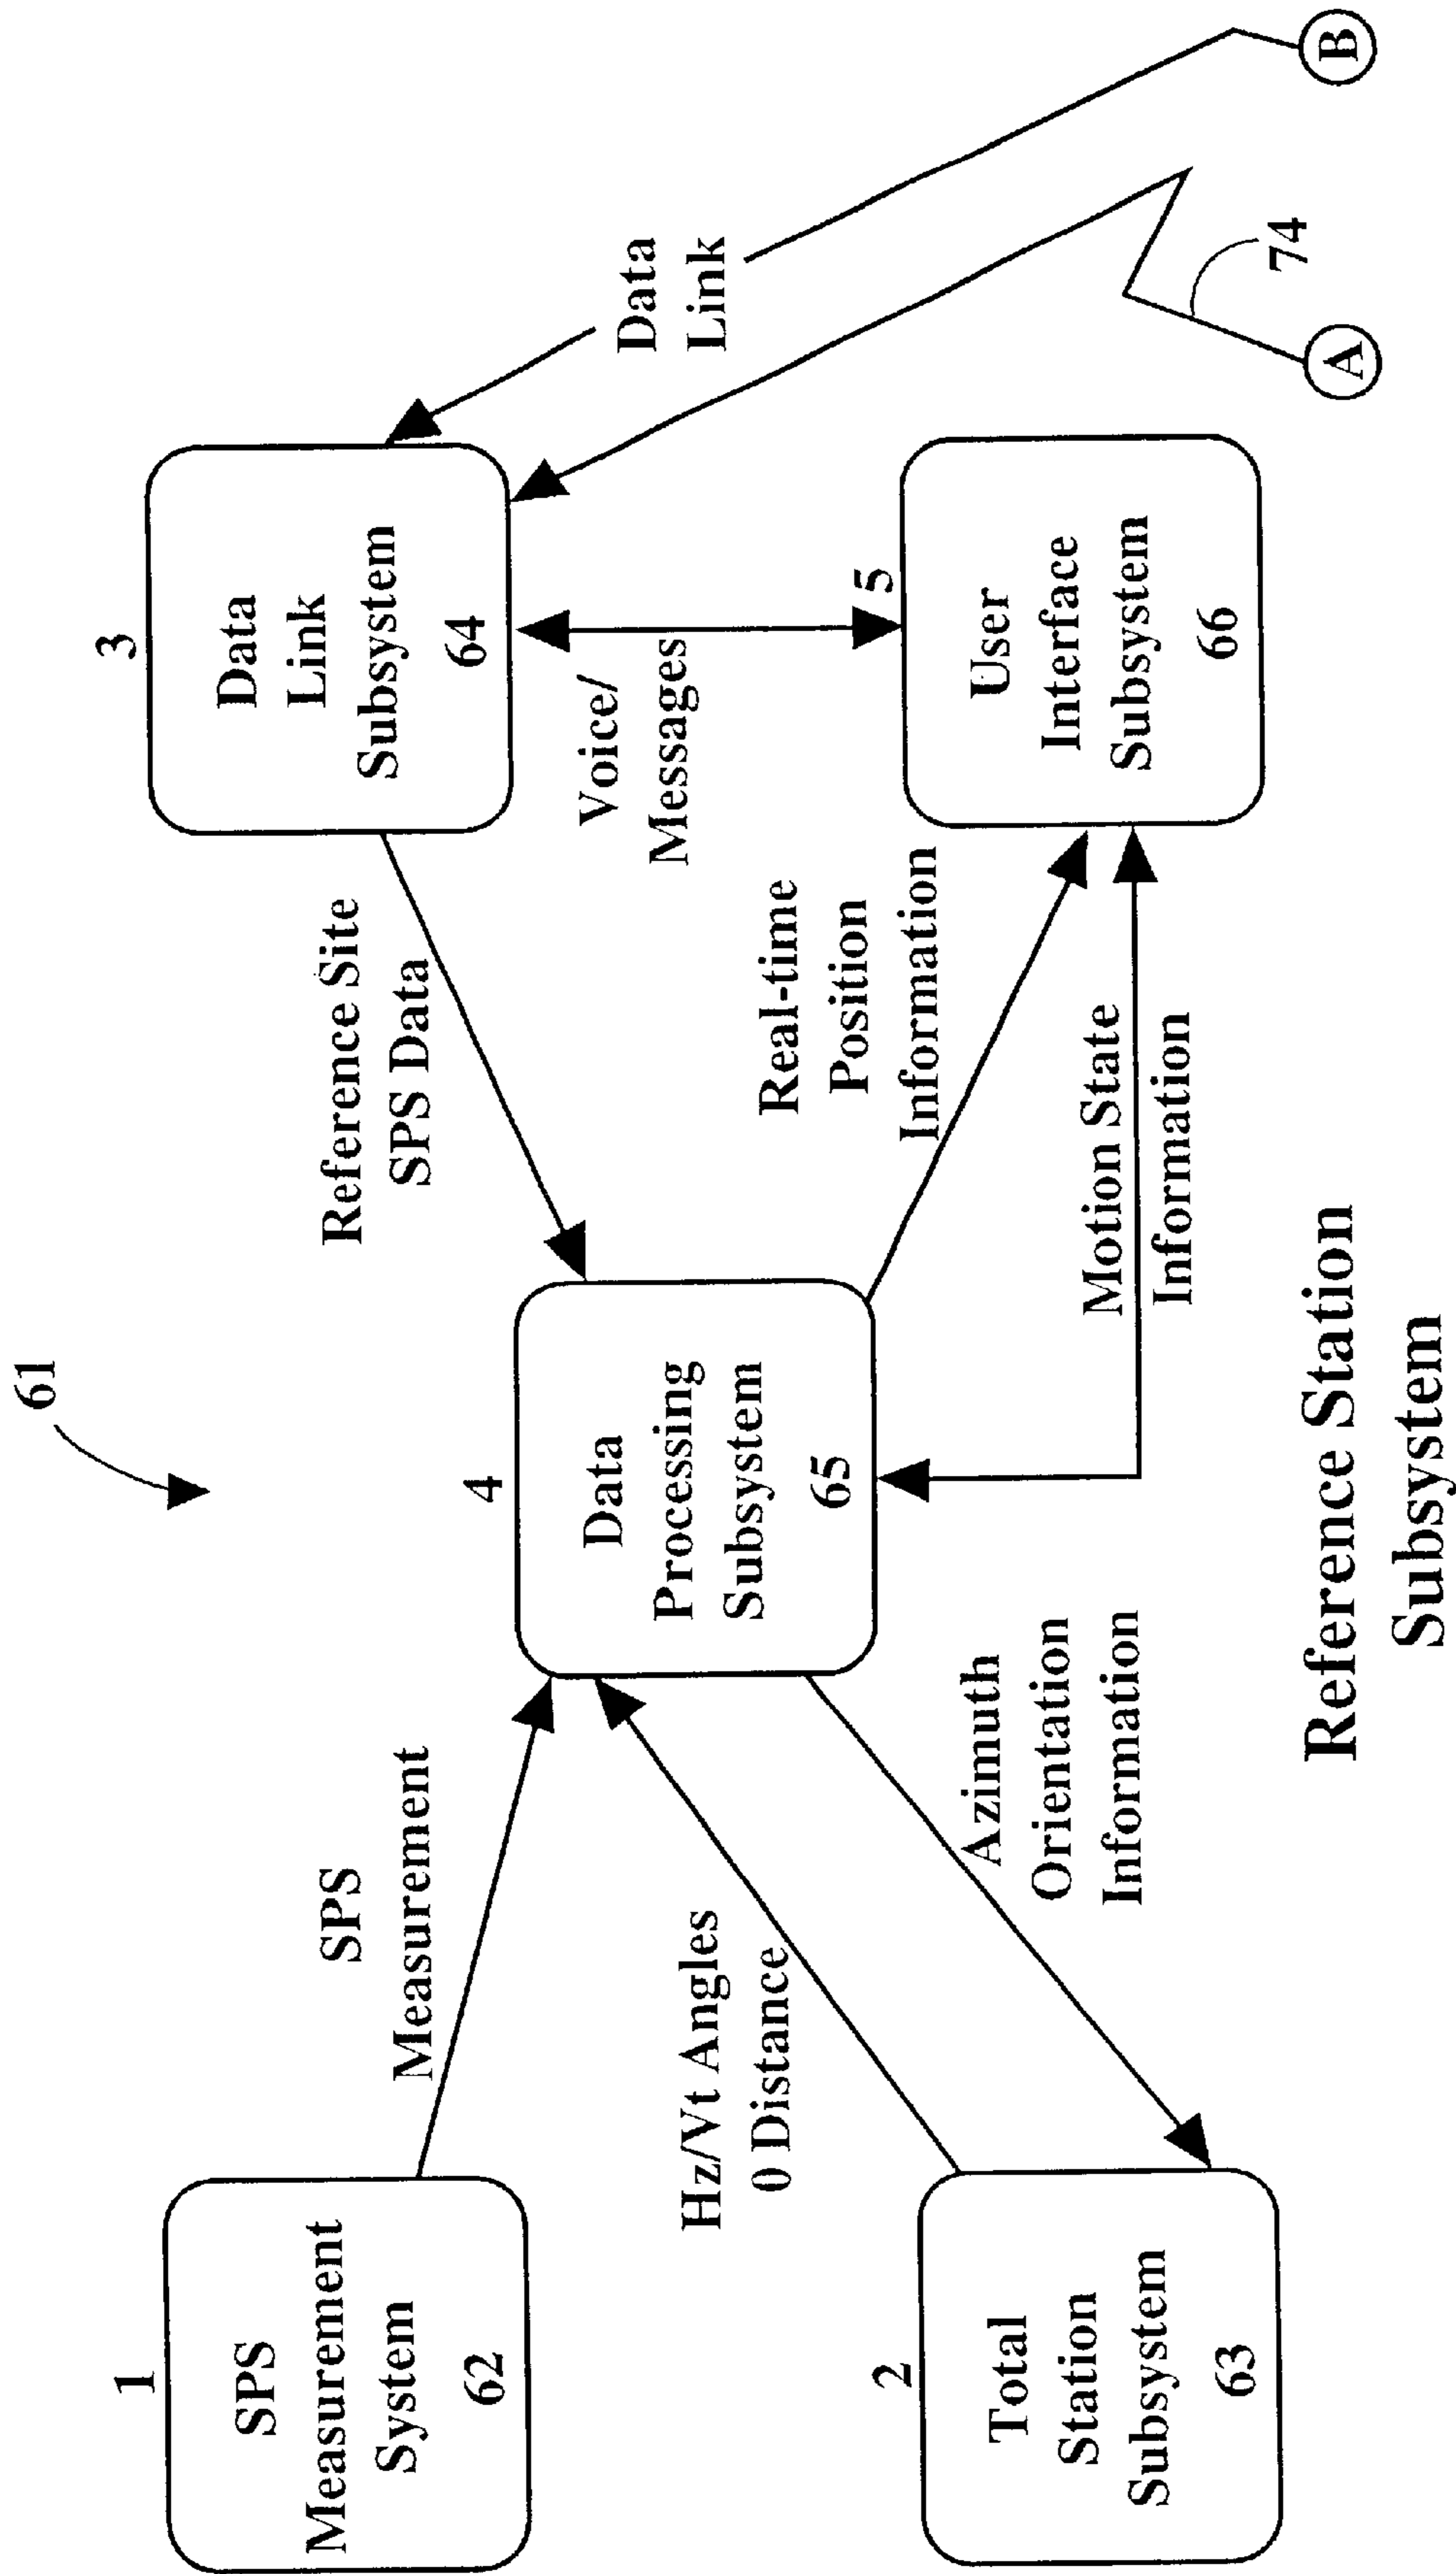 61
1
SPS
Measurement
System
62
SPS
Measurement
4
Data
Processing
Subsystem
65
Reference Site
SPS Data
3
Data
Link
Subsystem
64
Data
Link
Voice/
Messages
2
Total
Station
Subsystem
63
Hz/Vt Angles
0 Distance
Azimuth
Orientation
Information
Real-time
Position
Information
Motion State
Information
5
User
Interface
Subsystem
66
74
A
B
Reference Station
Subsystem